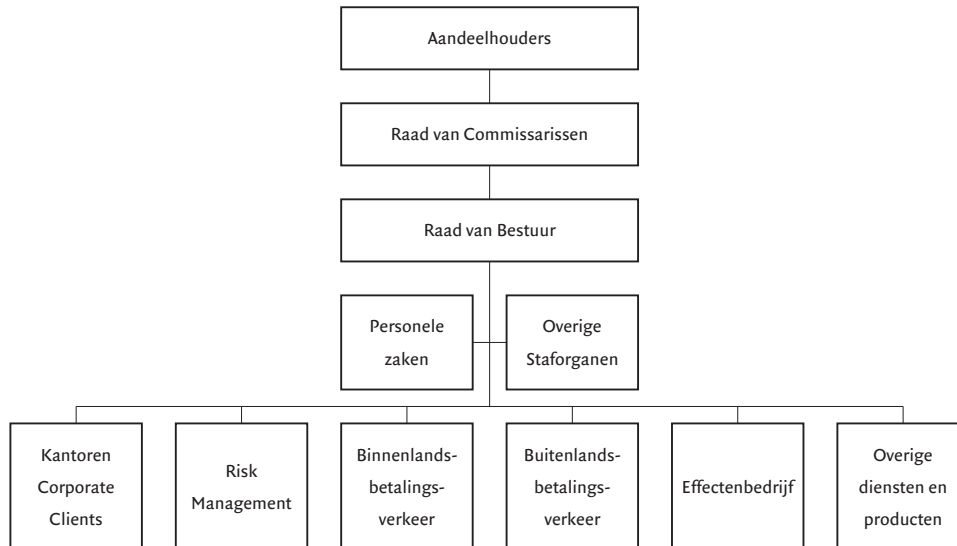 Aandeelhouders
Raad van Commissarissen
Raad van Bestuur
Personele
zaken
Overige
Staforganen
Kantoren
Corporate
Clients
Risk
Management
Binnenlands-
betalings-
verkeer
Buitenlands-
betalings-
verkeer
Effectenbedrijf
Overige
diensten en
producten